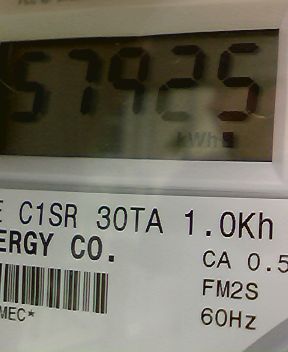 57925
kWh
E C1SR 30TA 1.0Kh
ERGY CO.
CA 0.5
FM2S
MEC*
60Hz